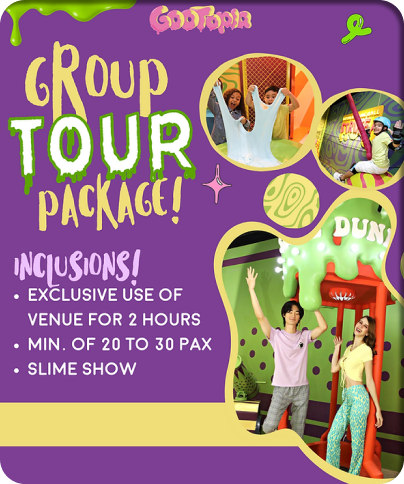 GOOTOPIA
GROUP
TOUR
PACKAGE!
INCLUSIONS!
• EXCLUSIVE USE OF
VENUE FOR 2 HOURS
• MIN. OF 20 TO 30 PAX
• SLIME SHOW
DUN